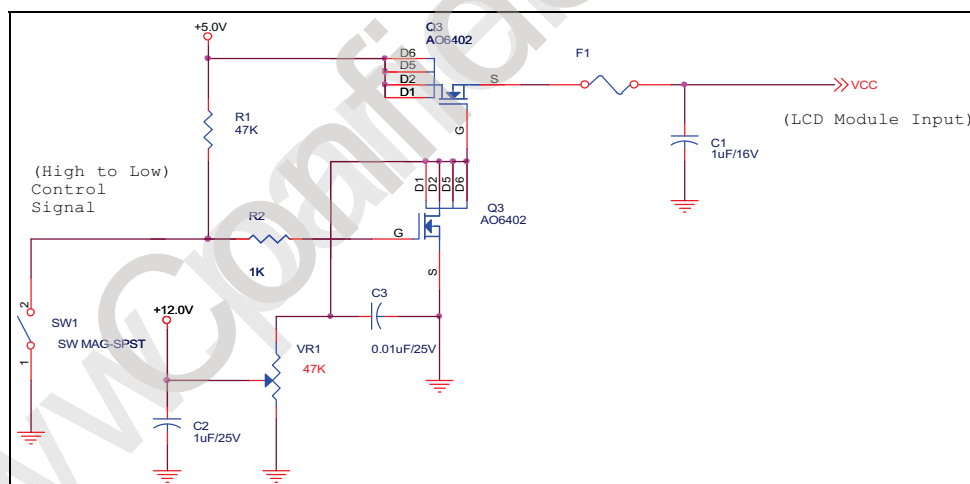 +5.0V
Q3
AO6402
D6
D5
D2
D1
S
G
F1
VCC
(LCD Module Input)
R1
47K
C1
1uF/16V
(High to Low)
Control
Signal
D1
D2
D5
D6
Q3
AO6402
R2
1K
G
S
+12.0V
C3
0.01uF/25V
2
SW1
SW MAG-SPST
1
VR1
47K
C2
1uF/25V